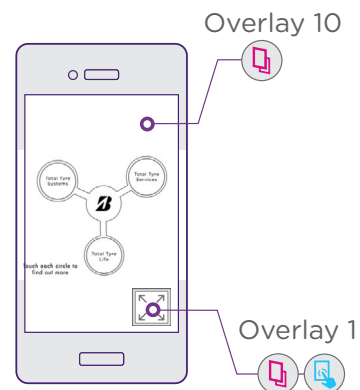 Overlay 10
Total Tyre
Systems
Total Tyre
Services
B
Total Tyre
Life
Touch each circle to
find out more
Overlay 1